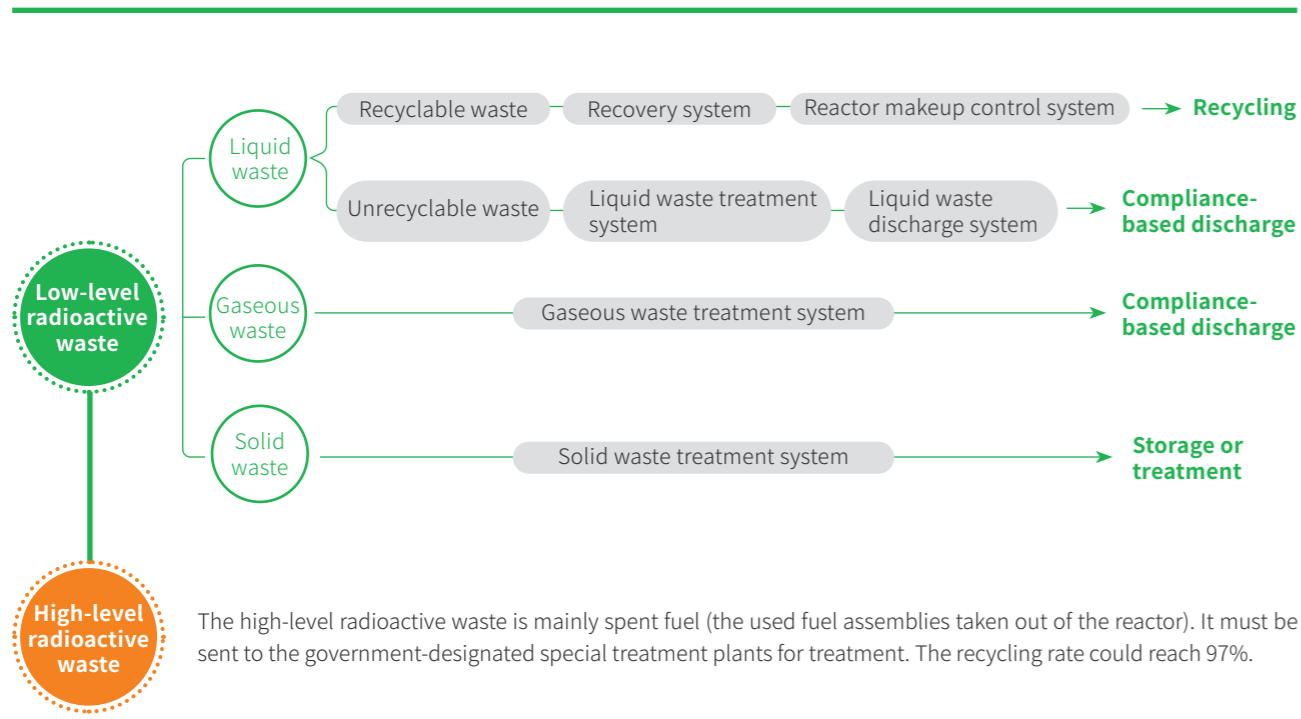 Low-level
radioactive
waste
Liquid
waste
Recyclable waste
Recovery system
Reactor makeup control system
Recycling
Unrecyclable waste
Liquid waste treatment
system
Liquid waste
discharge system
Compliance-
based discharge
Gaseous
waste
Gaseous waste treatment system
Compliance-
based discharge
Solid
waste
Solid waste treatment system
Storage or
treatment
High-level
radioactive
waste
The high-level radioactive waste is mainly spent fuel (the used fuel assemblies taken out of the reactor). It must be
sent to the government-designated special treatment plants for treatment. The recycling rate could reach 97%.